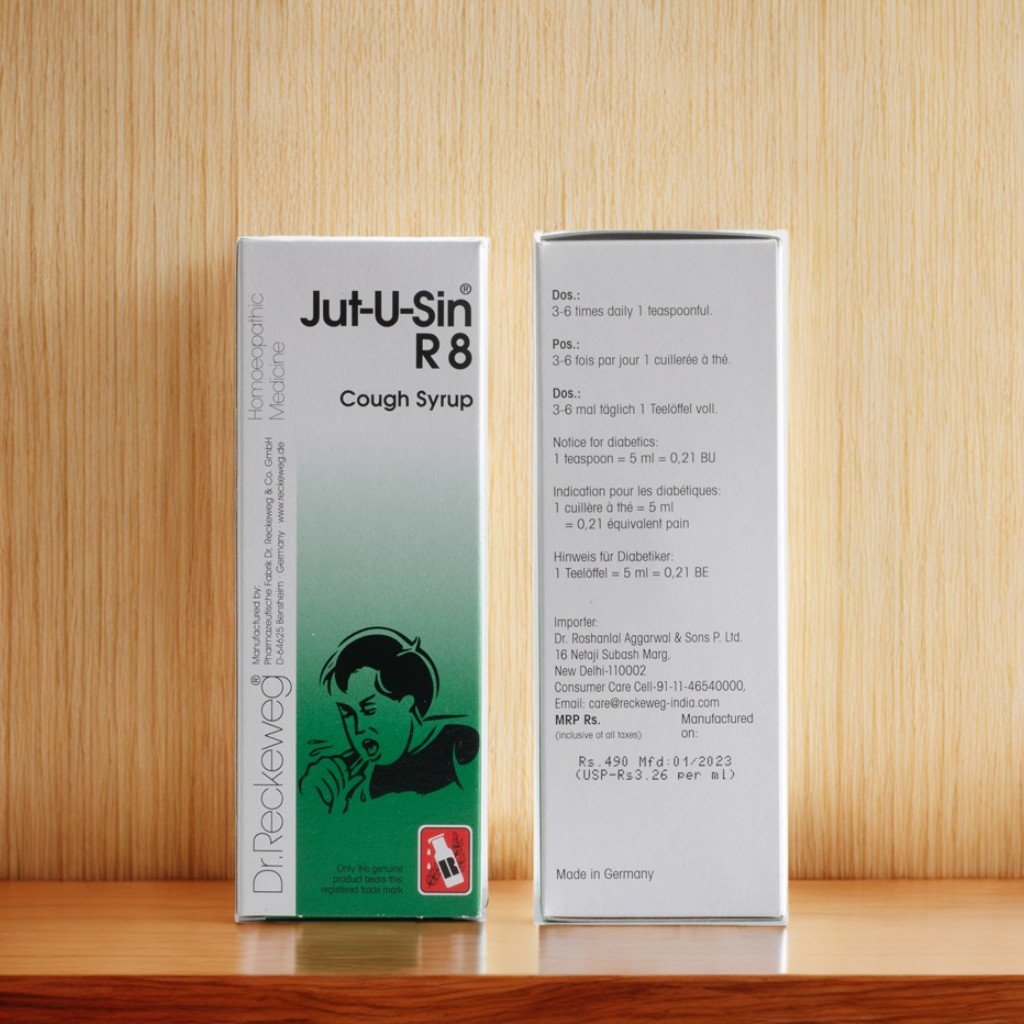 Jut-U-Sin®
R 8
Cough Syrup
Homoeopathic
Medicine
Manufactured by:
Pharmazeutische Fabrik Dr. Reckeweg & Co. GmbH
D-64625 Bensheim Germany www.reckeweg.de
Dr.Reckeweg®
Only the genuine
product bears this
registered trade mark
R
Dos.:
3-6 times daily 1 teaspoonful.
Pos.:
3-6 fois par jour 1 cuillerée à thé.
Dos.:
3-6 mal täglich 1 Teelöffel voll.
Notice for diabetics:
1 teaspoon = 5 ml = 0,21 BU
Indication pour les diabétiques:
1 cuillère à thé = 5 ml
= 0,21 équivalent pain
Hinweis für Diabetiker:
1 Teelöffel = 5 ml = 0,21 BE
Importer:
Dr. Roshanlal Aggarwal & Sons P. Ltd.
16 Netaji Subash Marg,
New Delhi-110002
Consumer Care Cell-91-11-46540000,
Email: care@reckeweg-india.com
MRP Rs. Manufactured
(inclusive of all taxes) on:
Rs.490 Mfd:01/2023
(USP-Rs3.26 per ml)
Made in Germany